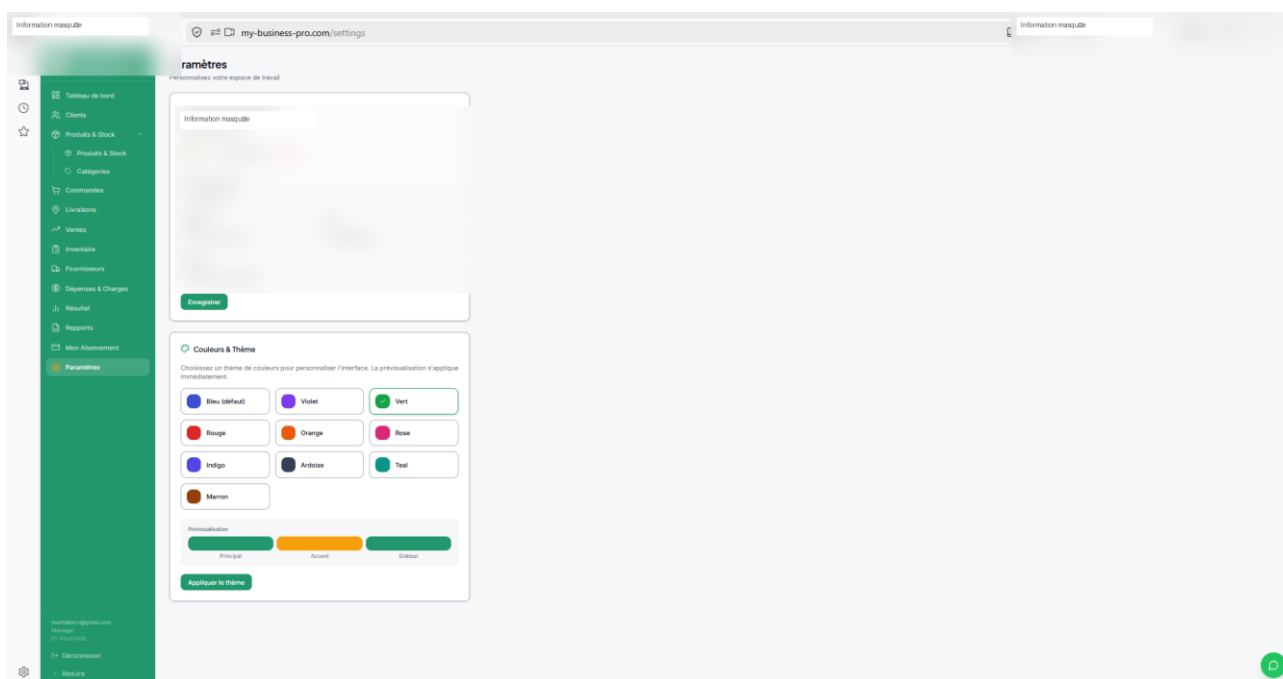 Information masquée
my-business-pro.com/settings
Information masquée
ramètres
Personnalisez votre espace de travail
Tableau de bord
Clients
Produits & Stock
Produits & Stock
Catégories
Commandes
Livraisons
Ventes
Inventaire
Fournisseurs
Dépenses & Charges
Résultat
Rapports
Mon Abonnement
Paramètres
Information masquée
Enregistrer
Couleurs & Thème
Choisissez un thème de couleurs pour personnaliser l'interface. La prévisualisation s'applique
immédiatement.
Bleu (défaut)
Violet
Vert
Rouge
Orange
Rose
Indigo
Ardoise
Teal
Marron
Prévisualisation
Principal
Accent
Sidebar
Appliquer le thème
Manager
Déconnexion
Réduire